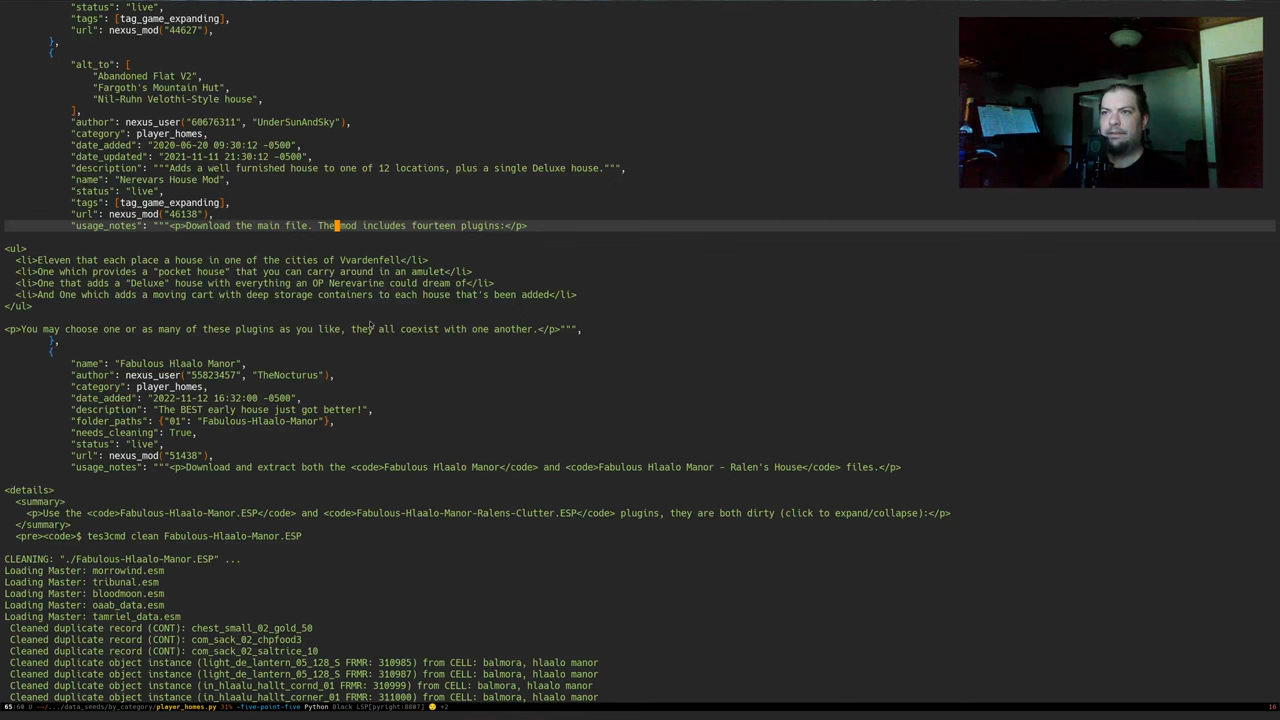 "status": "live",
"tags": [tag_game_expanding],
"url": nexus_mod("44627"),
},
{
"alt_to": [
"Abandoned Flat V2",
"Fargoth's Mountain Hut",
"Nil-Ruhn Velothi-Style house",
],
"author": nexus_user("60676311", "UnderSunAndSky"),
"category": player_homes,
"date_added": "2020-06-20 09:30:12 -0500",
"date_updated": "2021-11-11 21:30:12 -0500",
"description": """Adds a well furnished house to one of 12 locations, plus a single Deluxe house.""",
"name": "Nerevars House Mod",
"status": "live",
"tags": [tag_game_expanding],
"url": nexus_mod("46138"),
"usage_notes": """<p>Download the main file. The mod includes fourteen plugins:</p>
<ul>
<li>Eleven that each place a house in one of the cities of Vvardenfell</li>
<li>One which provides a "pocket house" that you can carry around in an amulet</li>
<li>One that adds a "Deluxe" house with everything an OP Nerevarine could dream of</li>
<li>And One which adds a moving cart with deep storage containers to each house that's been added</li>
</ul>
<p>You may choose one or as many of these plugins as you like, they all coexist with one another.</p>""",
},
{
"name": "Fabulous Hlaalo Manor",
"author": nexus_user("55823457", "TheNocturus"),
"category": player_homes,
"date_added": "2022-11-12 16:32:00 -0500",
"description": "The BEST early house just got better!",
"folder_paths": {"01": "Fabulous-Hlaalo-Manor"},
"needs_cleaning": True,
"status": "live",
"url": nexus_mod("51438"),
"usage_notes": """<p>Download and extract both the <code>Fabulous Hlaalo Manor</code> and <code>Fabulous Hlaalo Manor - Ralen's House</code> files.</p>
<details>
<summary>
<p>Use the <code>Fabulous-Hlaalo-Manor.ESP</code> and <code>Fabulous-Hlaalo-Manor-Ralens-Clutter.ESP</code> plugins, they are both dirty (click to expand/collapse):</p>
</summary>
<pre><code>$ tes3cmd clean Fabulous-Hlaalo-Manor.ESP
CLEANING: "./Fabulous-Hlaalo-Manor.ESP" ...
Loading Master: morrowind.esm
Loading Master: tribunal.esm
Loading Master: bloodmoon.esm
Loading Master: oaab_data.esm
Loading Master: tamriel_data.esm
Cleaned duplicate record (CONT): chest_small_02_gold_50
Cleaned duplicate record (CONT): com_sack_02_chpfood3
Cleaned duplicate record (CONT): com_sack_02_saltrice_10
Cleaned duplicate object instance (light_de_lantern_05_128_S FRMR: 310985) from CELL: balmora, hlaalo manor
Cleaned duplicate object instance (light_de_lantern_05_128_S FRMR: 310987) from CELL: balmora, hlaalo manor
Cleaned duplicate object instance (in_hlaalu_hallt_cornd_01 FRMR: 310999) from CELL: balmora, hlaalo manor
Cleaned duplicate object instance (in_hlaalu_hallt_corner_01 FRMR: 311000) from CELL: balmora, hlaalo manor
65:60 U -~/.../data_seeds/by_category/player_homes.py 31% -five-point-five Python Black LSP[pyright:8887] +2 16